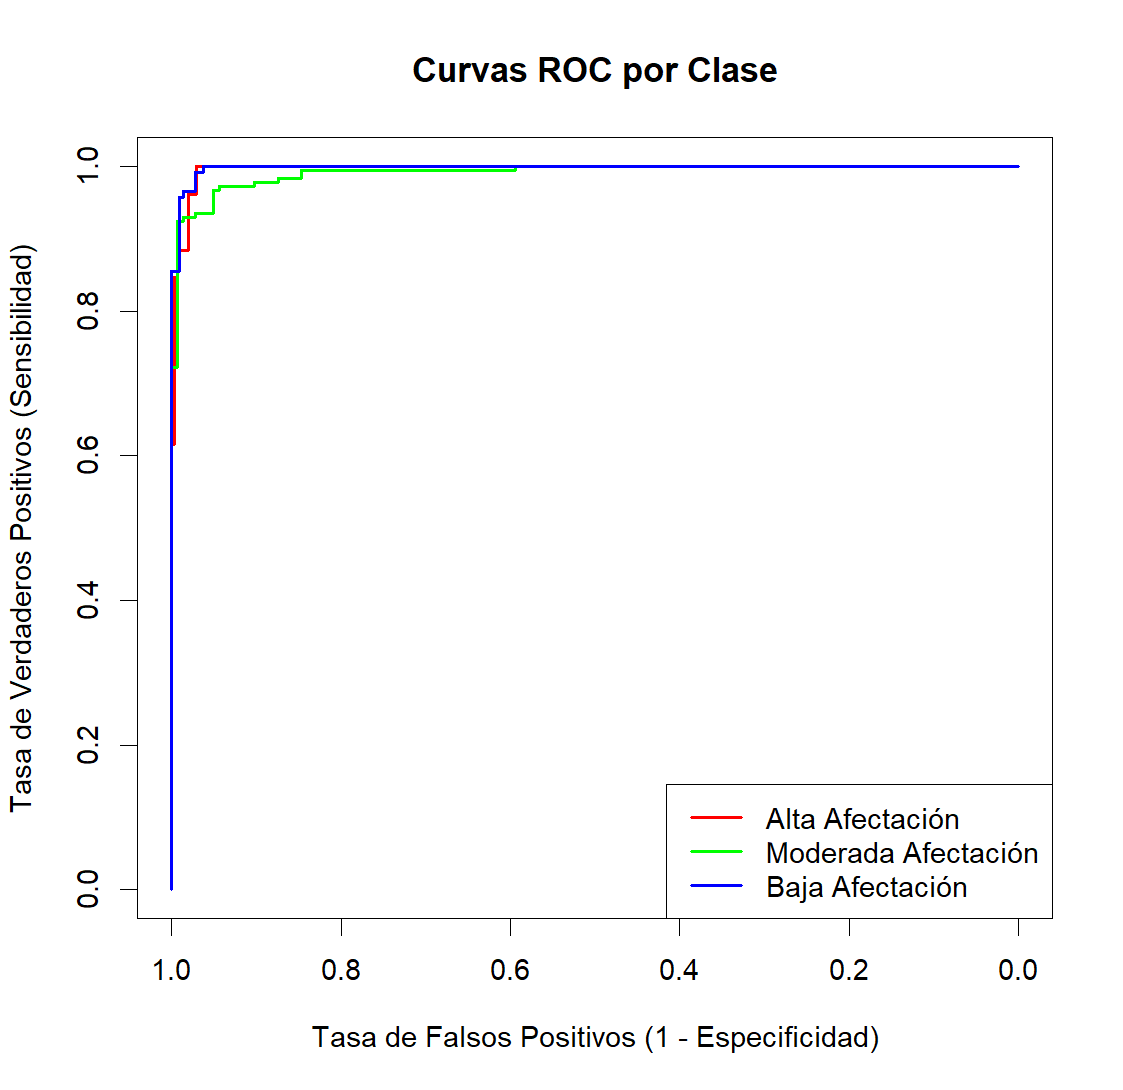 Curvas ROC por Clase
Tasa de Verdaderos Positivos (Sensibilidad)
1.0
0.8
0.6
0.4
0.2
0.0
Alta Afectación
Moderada Afectación
Baja Afectación
1.0 0.8 0.6 0.4 0.2 0.0
Tasa de Falsos Positivos (1 - Especificidad)